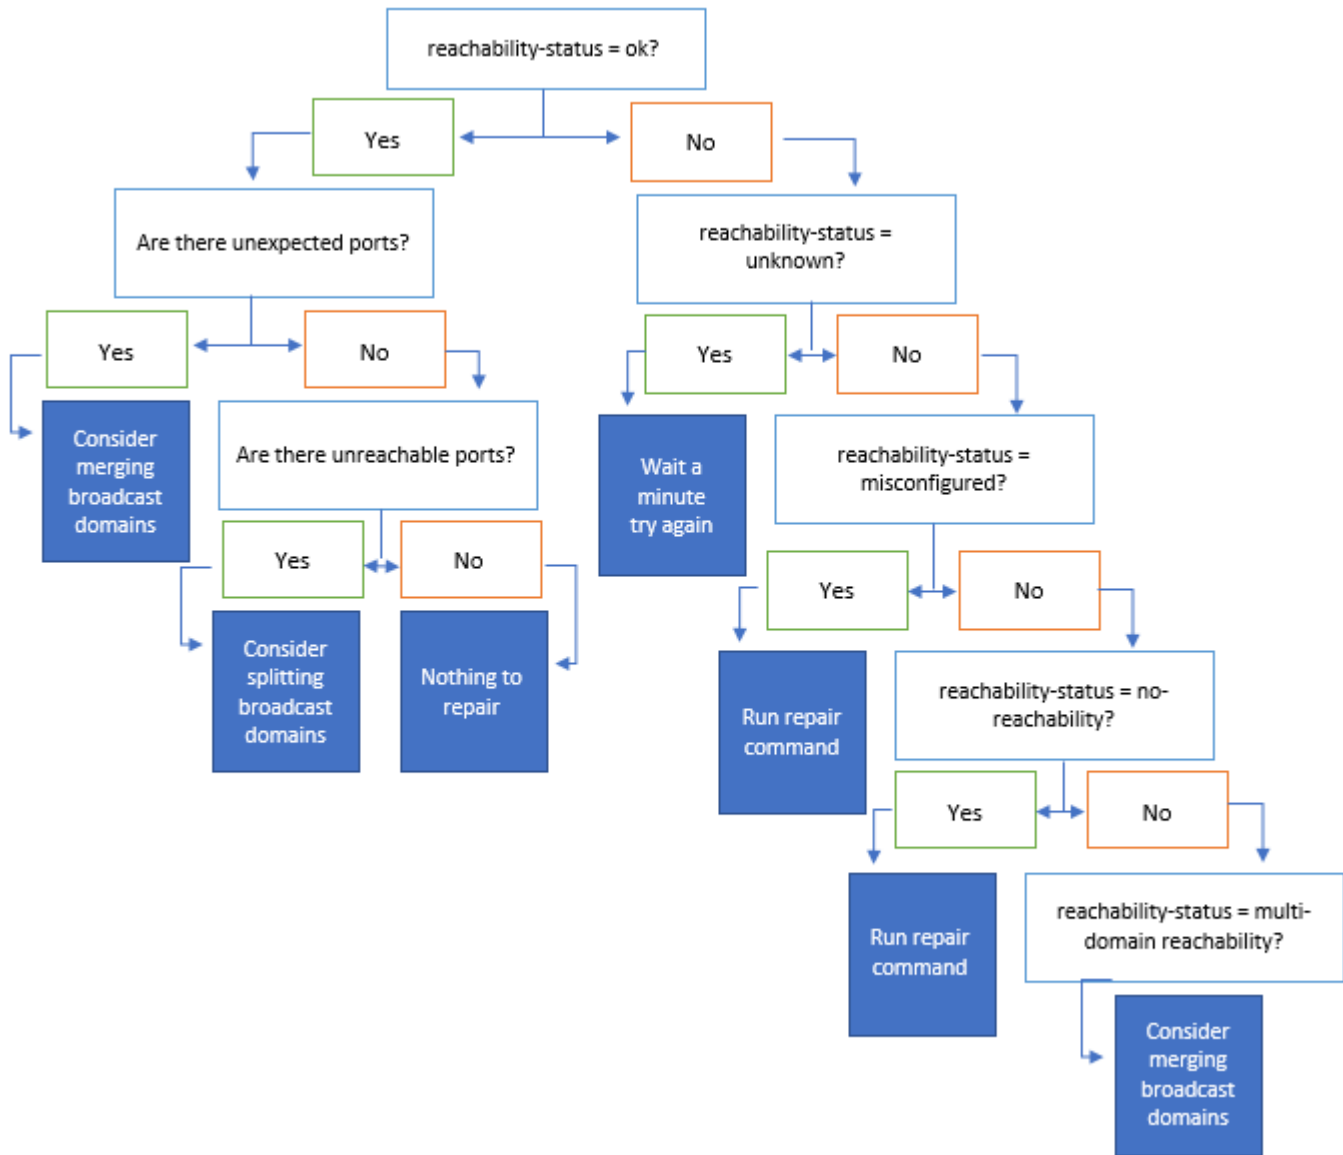 reachability-status = ok?
Yes
No
Are there unexpected ports?
reachability-status =
unknown?
Yes
No
Yes
No
Consider
merging
broadcast
domains
Are there unreachable ports?
Wait a
minute
try again
reachability-status =
misconfigured?
Yes
No
Yes
No
Consider
splitting
broadcast
domains
Nothing to
repair
Run repair
command
reachability-status = no-
reachability?
Yes
No
Run repair
command
reachability-status = multi-
domain reachability?
Consider
merging
broadcast
domains